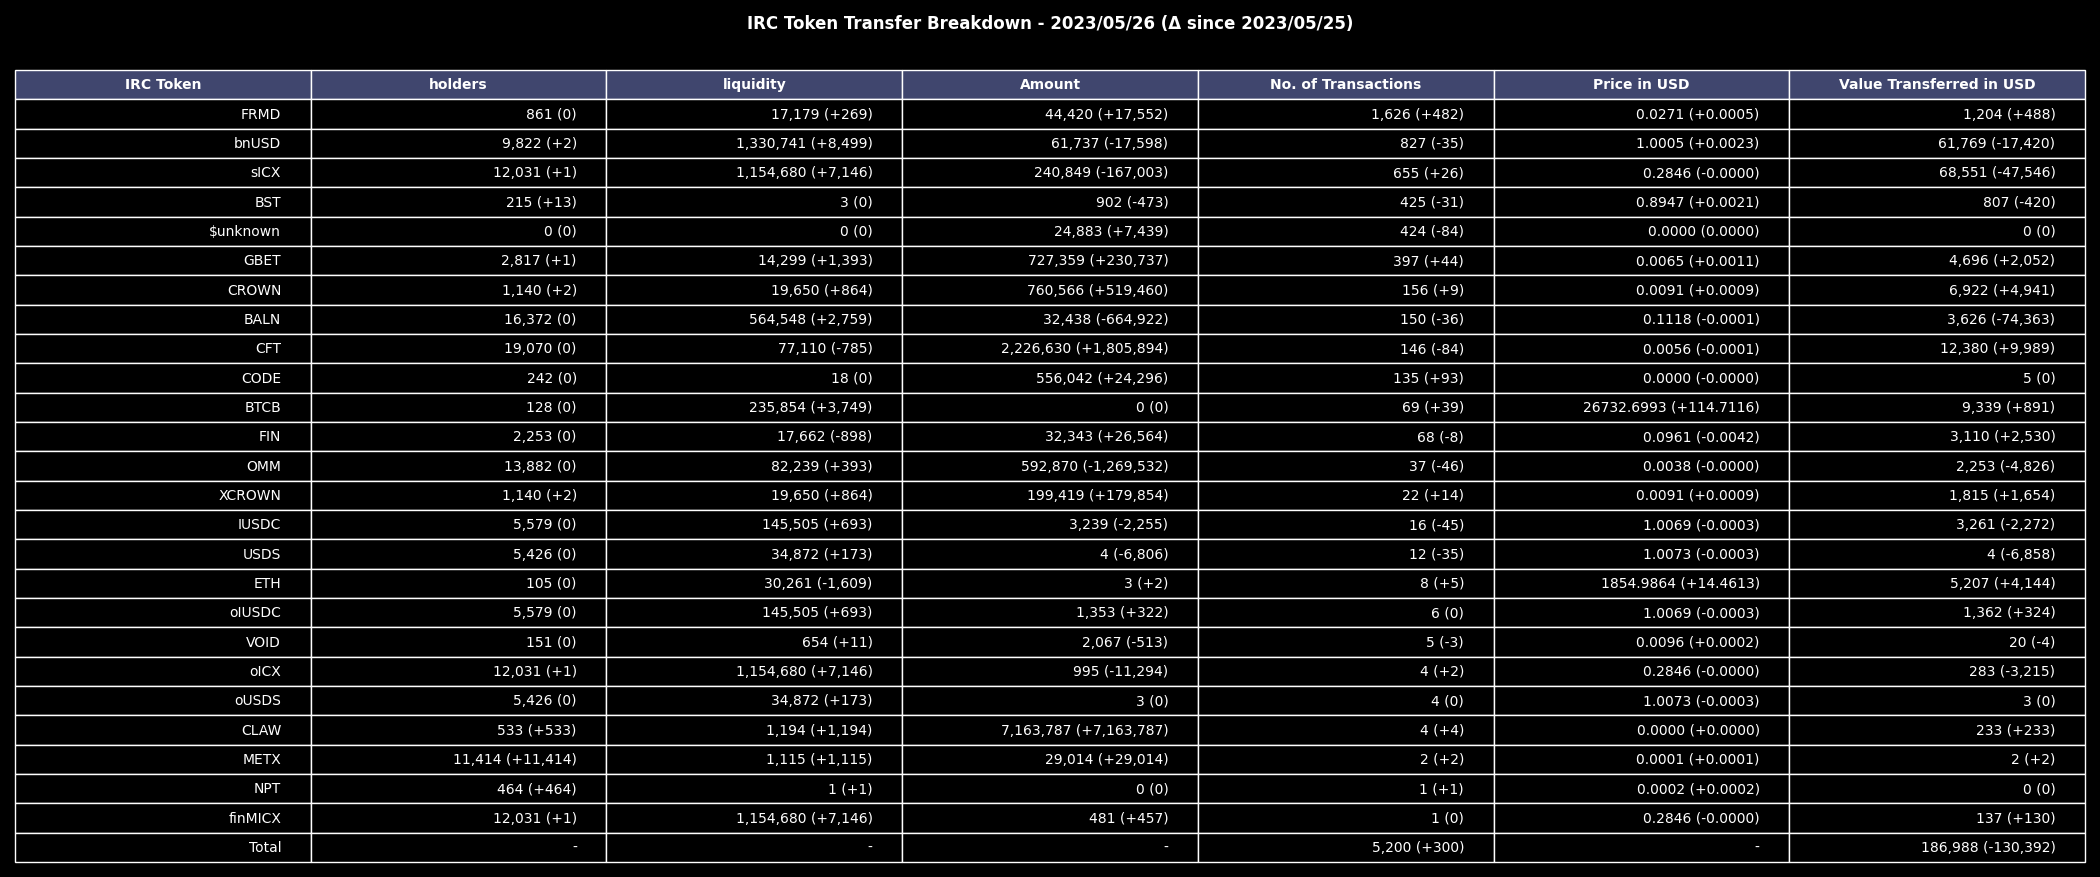 IRC Token Transfer Breakdown - 2023/05/26 (Δ since 2023/05/25)
IRC Token holders liquidity Amount No. of Transactions Price in USD Value Transferred in USD
FRMD 861 (0) 17,179 (+269) 44,420 (+17,552) 1,626 (+482) 0.0271 (+0.0005) 1,204 (+488)
bnUSD 9,822 (+2) 1,330,741 (+8,499) 61,737 (-17,598) 827 (-35) 1.0005 (+0.0023) 61,769 (-17,420)
sICX 12,031 (+1) 1,154,680 (+7,146) 240,849 (-167,003) 655 (+26) 0.2846 (-0.0000) 68,551 (-47,546)
BST 215 (+13) 3 (0) 902 (-473) 425 (-31) 0.8947 (+0.0021) 807 (-420)
$unknown 0 (0) 0 (0) 24,883 (+7,439) 424 (-84) 0.0000 (0.0000) 0 (0)
GBET 2,817 (+1) 14,299 (+1,393) 727,359 (+230,737) 397 (+44) 0.0065 (+0.0011) 4,696 (+2,052)
CROWN 1,140 (+2) 19,650 (+864) 760,566 (+519,460) 156 (+9) 0.0091 (+0.0009) 6,922 (+4,941)
BALN 16,372 (0) 564,548 (+2,759) 32,438 (-664,922) 150 (-36) 0.1118 (-0.0001) 3,626 (-74,363)
CFT 19,070 (0) 77,110 (-785) 2,226,630 (+1,805,894) 146 (-84) 0.0056 (-0.0001) 12,380 (+9,989)
CODE 242 (0) 18 (0) 556,042 (+24,296) 135 (+93) 0.0000 (-0.0000) 5 (0)
BTCB 128 (0) 235,854 (+3,749) 0 (0) 69 (+39) 26732.6993 (+114.7116) 9,339 (+891)
FIN 2,253 (0) 17,662 (-898) 32,343 (+26,564) 68 (-8) 0.0961 (-0.0042) 3,110 (+2,530)
OMM 13,882 (0) 82,239 (+393) 592,870 (-1,269,532) 37 (-46) 0.0038 (-0.0000) 2,253 (-4,826)
XCROWN 1,140 (+2) 19,650 (+864) 199,419 (+179,854) 22 (+14) 0.0091 (+0.0009) 1,815 (+1,654)
IUSDC 5,579 (0) 145,505 (+693) 3,239 (-2,255) 16 (-45) 1.0069 (-0.0003) 3,261 (-2,272)
USDS 5,426 (0) 34,872 (+173) 4 (-6,806) 12 (-35) 1.0073 (-0.0003) 4 (-6,858)
ETH 105 (0) 30,261 (-1,609) 3 (+2) 8 (+5) 1854.9864 (+14.4613) 5,207 (+4,144)
oIUSDC 5,579 (0) 145,505 (+693) 1,353 (+322) 6 (0) 1.0069 (-0.0003) 1,362 (+324)
VOID 151 (0) 654 (+11) 2,067 (-513) 5 (-3) 0.0096 (+0.0002) 20 (-4)
oICX 12,031 (+1) 1,154,680 (+7,146) 995 (-11,294) 4 (+2) 0.2846 (-0.0000) 283 (-3,215)
oUSDS 5,426 (0) 34,872 (+173) 3 (0) 4 (0) 1.0073 (-0.0003) 3 (0)
CLAW 533 (+533) 1,194 (+1,194) 7,163,787 (+7,163,787) 4 (+4) 0.0000 (+0.0000) 233 (+233)
METX 11,414 (+11,414) 1,115 (+1,115) 29,014 (+29,014) 2 (+2) 0.0001 (+0.0001) 2 (+2)
NPT 464 (+464) 1 (+1) 0 (0) 1 (+1) 0.0002 (+0.0002) 0 (0)
finMICX 12,031 (+1) 1,154,680 (+7,146) 481 (+457) 1 (0) 0.2846 (-0.0000) 137 (+130)
Total - - - 5,200 (+300) - 186,988 (-130,392)